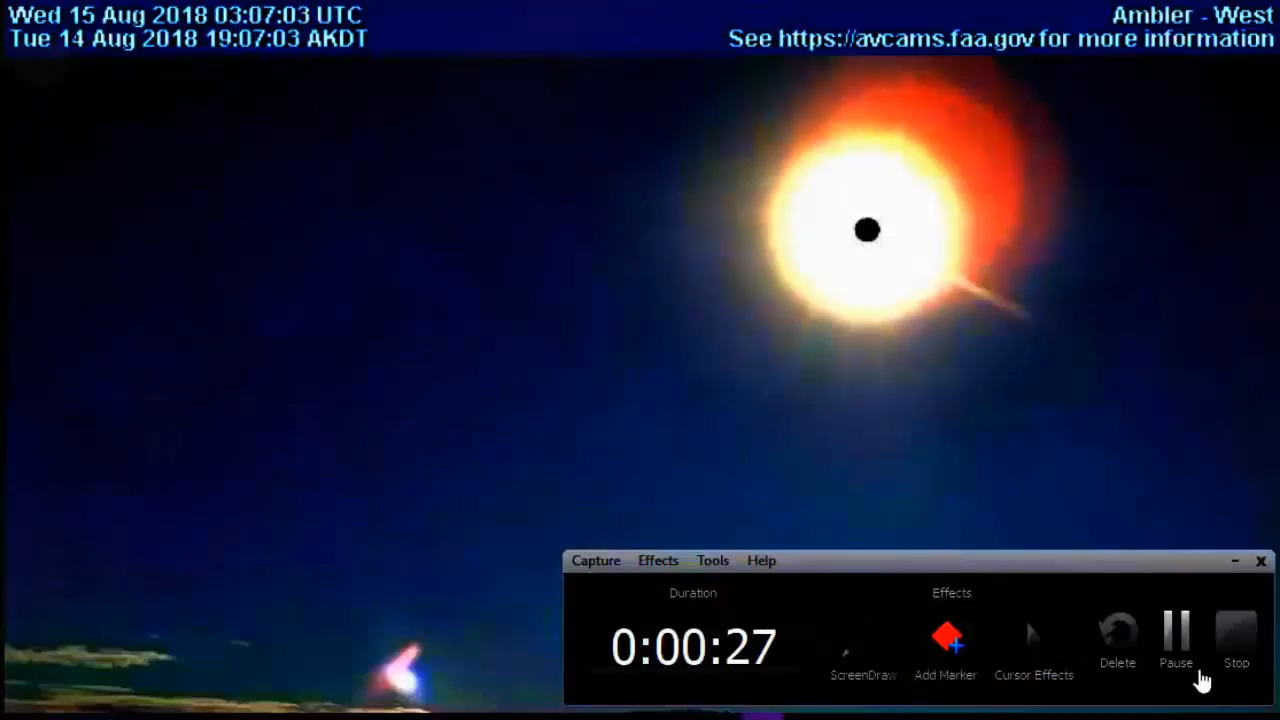 Wed 15 Aug 2018 03:07:03 UTC
Ambler - West
Tue 14 Aug 2018 19:07:03 AKDT
See https://avcams.faa.gov for more information
Capture Effects Tools Help
Duration
Effects
0:00:27
ScreenDraw Add Marker Cursor Effects Delete Pause Stop